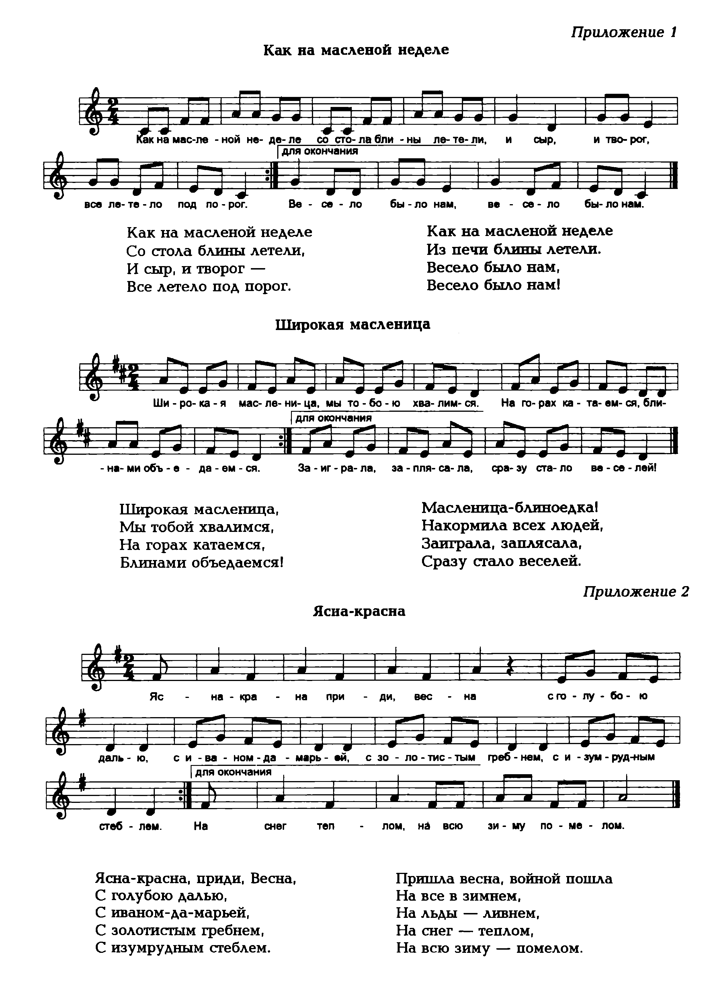 Приложение 1
Как на масленой неделе
Как на мас-ле - ной не- де- ле со сто- ла бли - ны ле- те- ли, и сыр, и тво- рог,
для окончания
все ле- те - ло под по - рог. Ве - се - ло бы - ло нам, ве - се - ло бы- ло нам.
Как на масленой неделе
Со стола блины летели,
И сыр, и творог —
Все летело под порог.
Как на масленой неделе
Из печи блины летели.
Весело было нам,
Весело было нам!
Широкая масленица
Ши - ро- ка - я мас- ле- ни- ца, мы то - бо - ю хва- лим- ся. На го- рах ка - та- ем- ся, бли-
для окончания
- на- ми объ - е - да - ем - ся. За - иг - ра- ла, за - пля- са- ла, сра- зу ста- ло ве - се - лей!
Широкая масленица,
Мы тобой хвалимся,
На горах катаемся,
Блинами объедаемся!
Масленица-блиноедка!
Накормила всех людей,
Заиграла, заплясала,
Сразу стало веселей.
Приложение 2
Ясна-красна
Яс - на - кра - на при - ди, вес - на с го - лу - бо - ю
даль - ю, с и - ва - ном - да - марь - ей, с зо - ло - тис - тым греб - нем, с и - зум - руд-ным
для окончания
стеб - лем. На снег теп - лом, на всю зи - му по - ме - лом.
Ясна-красна, приди, Весна,
С голубою далью,
С иваном-да-марьей,
С золотистым гребнем,
С изумрудным стеблем.
Пришла весна, войной пошла
На все в зимнем,
На льды — ливнем,
На снег — теплом,
На всю зиму — помелом.